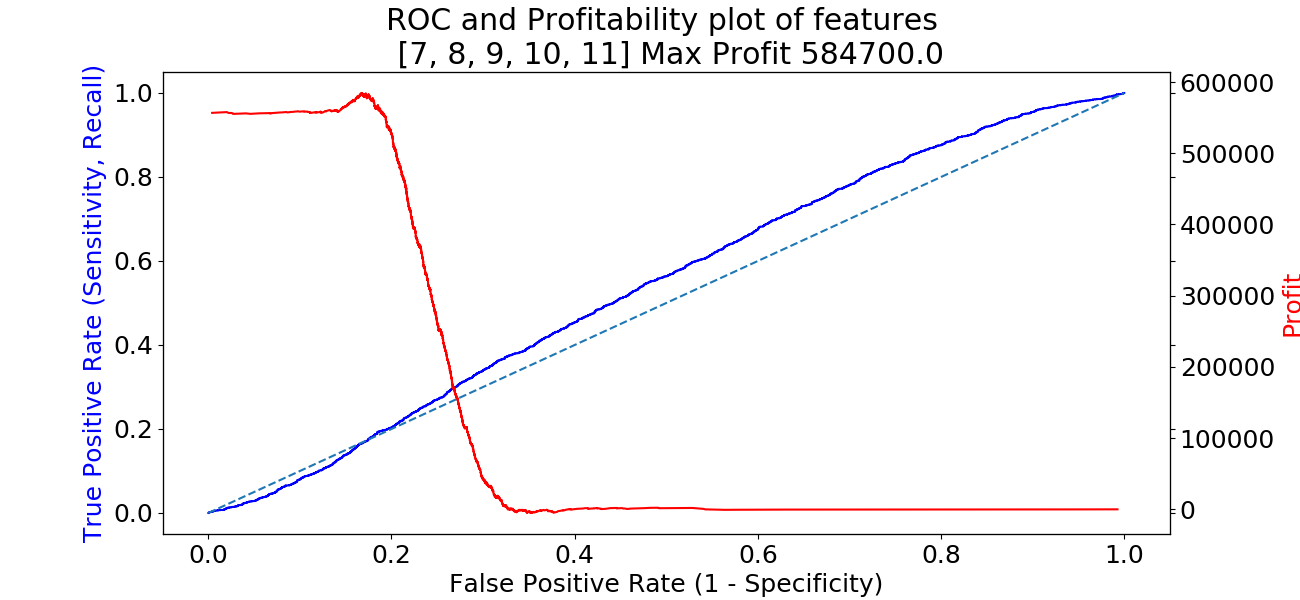 ROC and Profitability plot of features
[7, 8, 9, 10, 11] Max Profit 584700.0
True Positive Rate (Sensitivity, Recall)
1.0
0.8
0.6
0.4
0.2
0.0
600000
500000
400000
300000
200000
100000
0
Profit
0.0 0.2 0.4 0.6 0.8 1.0
False Positive Rate (1 - Specificity)